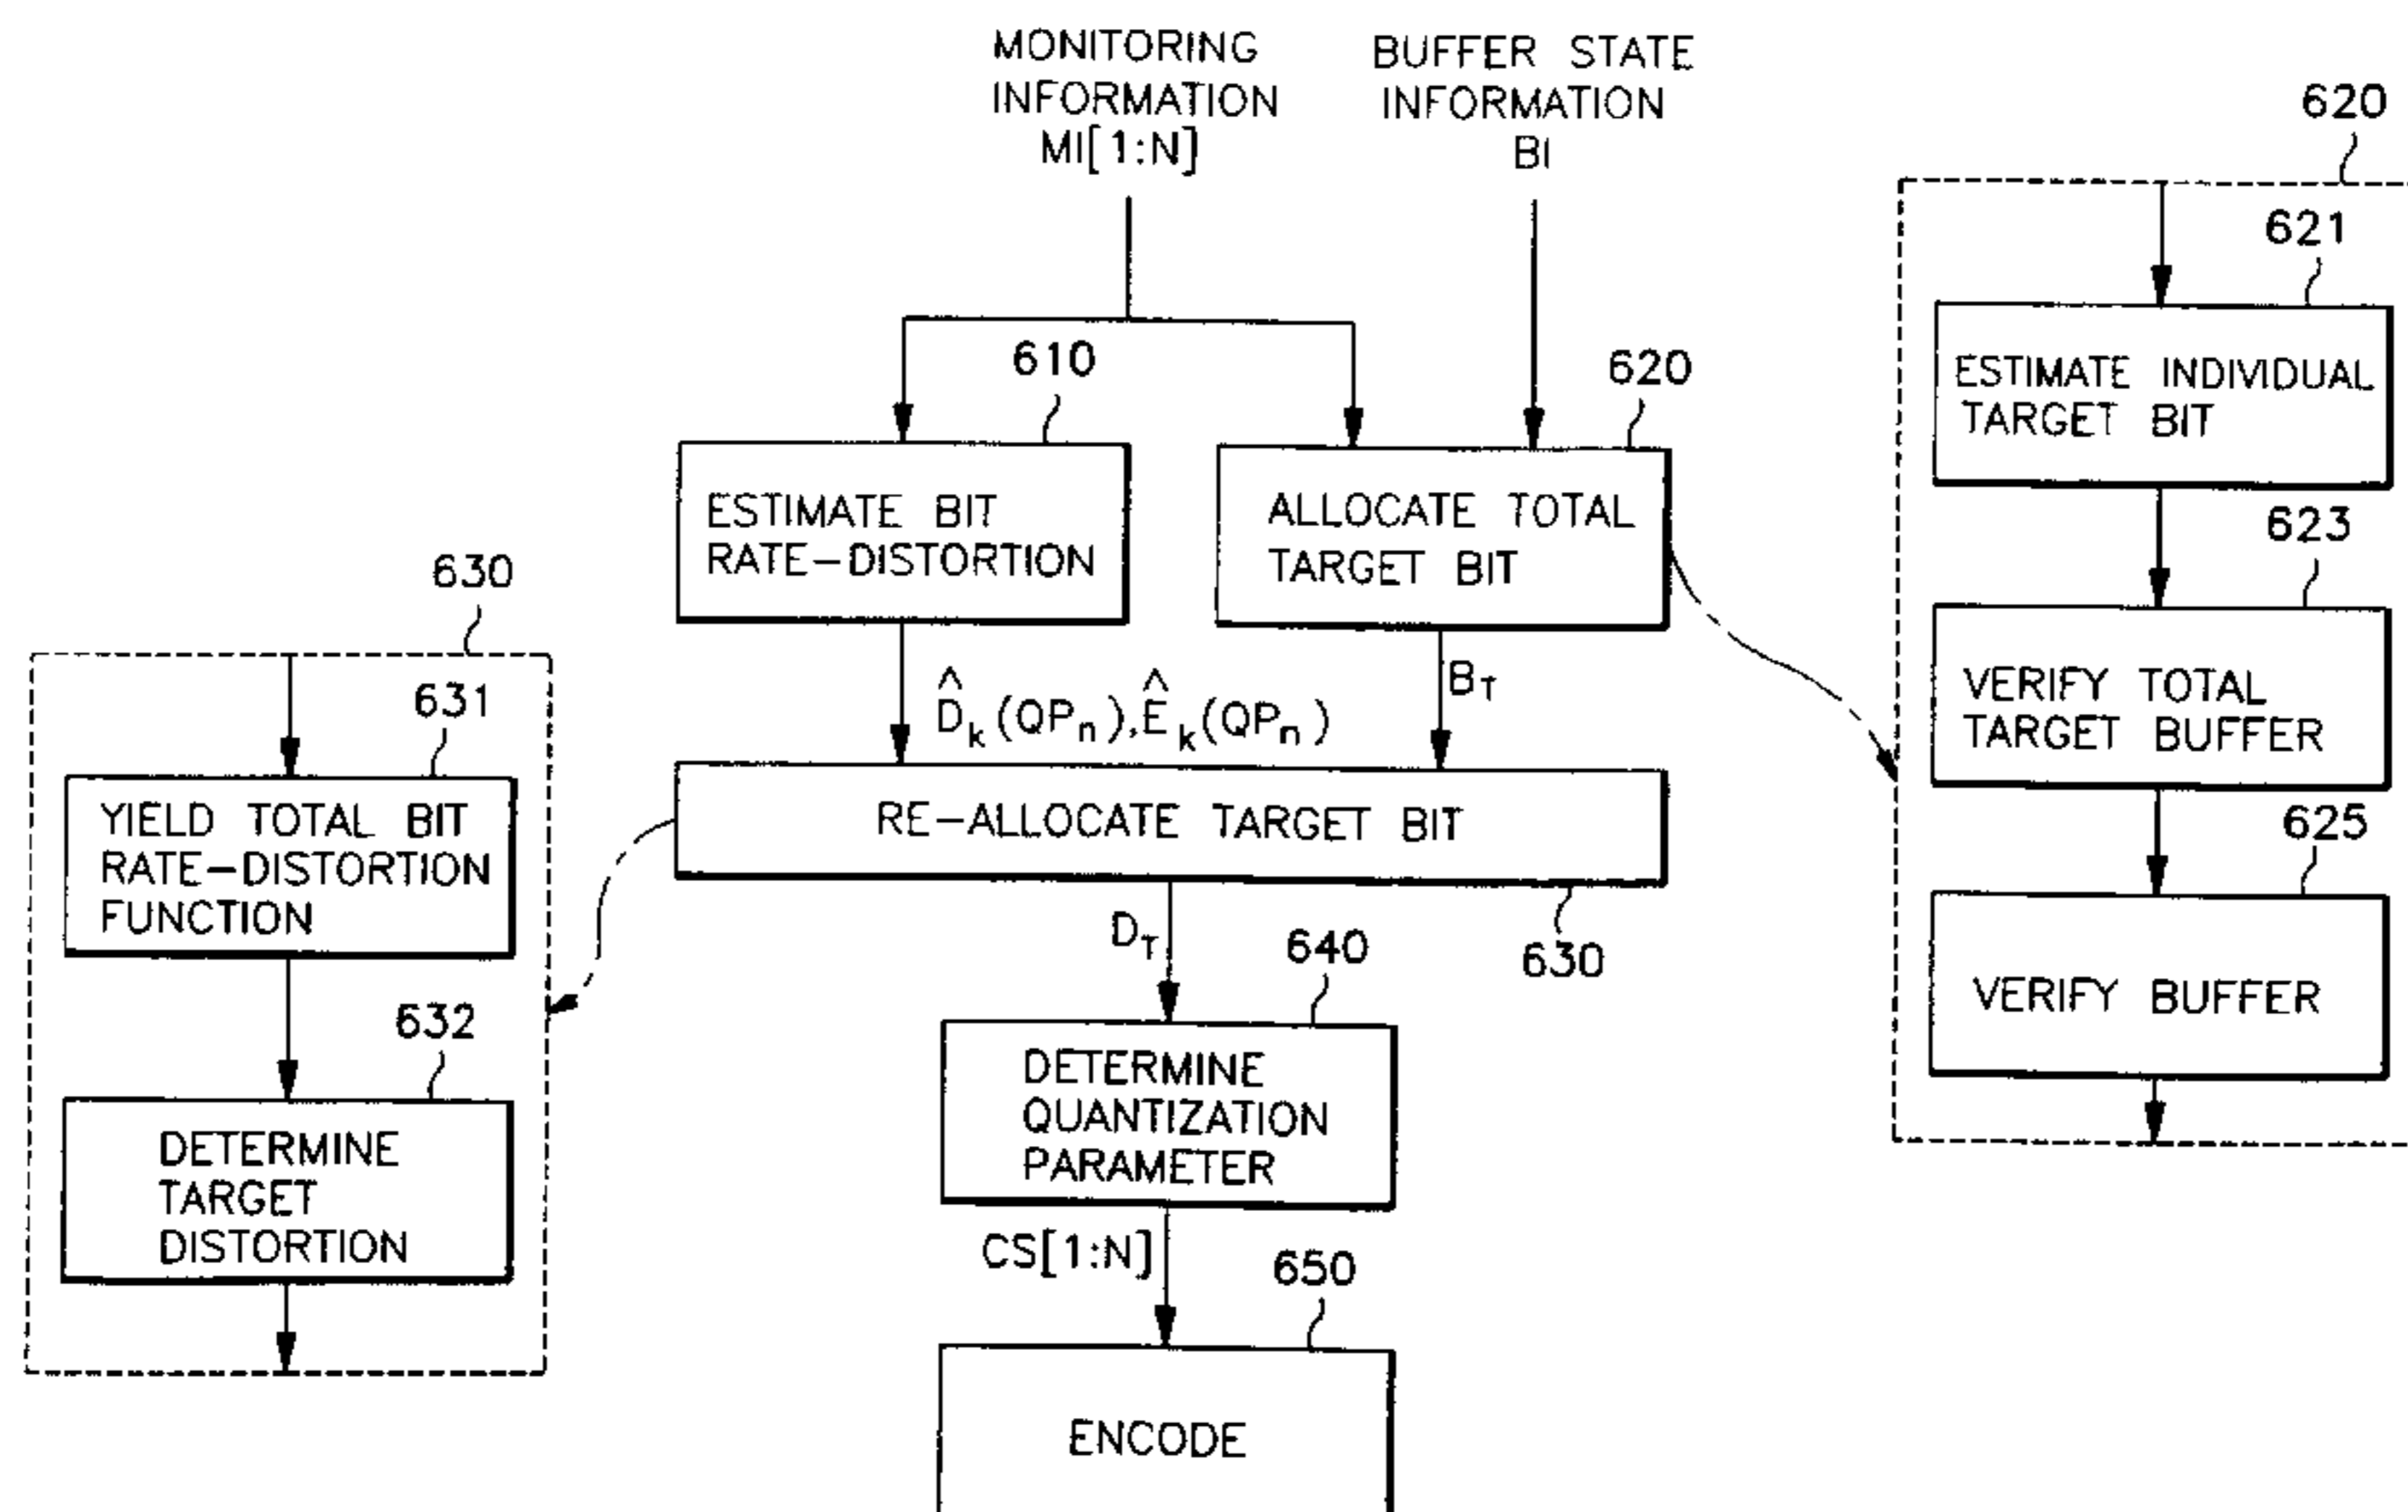 MONITORING
INFORMATION
MI[1:N]
BUFFER STATE
INFORMATION
BI
620
621
ESTIMATE INDIVIDUAL
TARGET BIT
623
VERIFY TOTAL
TARGET BUFFER
625
VERIFY BUFFER
610
ESTIMATE BIT
RATE-DISTORTION
620
ALLOCATE TOTAL
TARGET BIT
D̂k(QPn),Êk(QPn)
BT
RE-ALLOCATE TARGET BIT
630
630
631
YIELD TOTAL BIT
RATE-DISTORTION
FUNCTION
632
DETERMINE
TARGET
DISTORTION
DT
640
DETERMINE
QUANTIZATION
PARAMETER
CS[1:N]
650
ENCODE